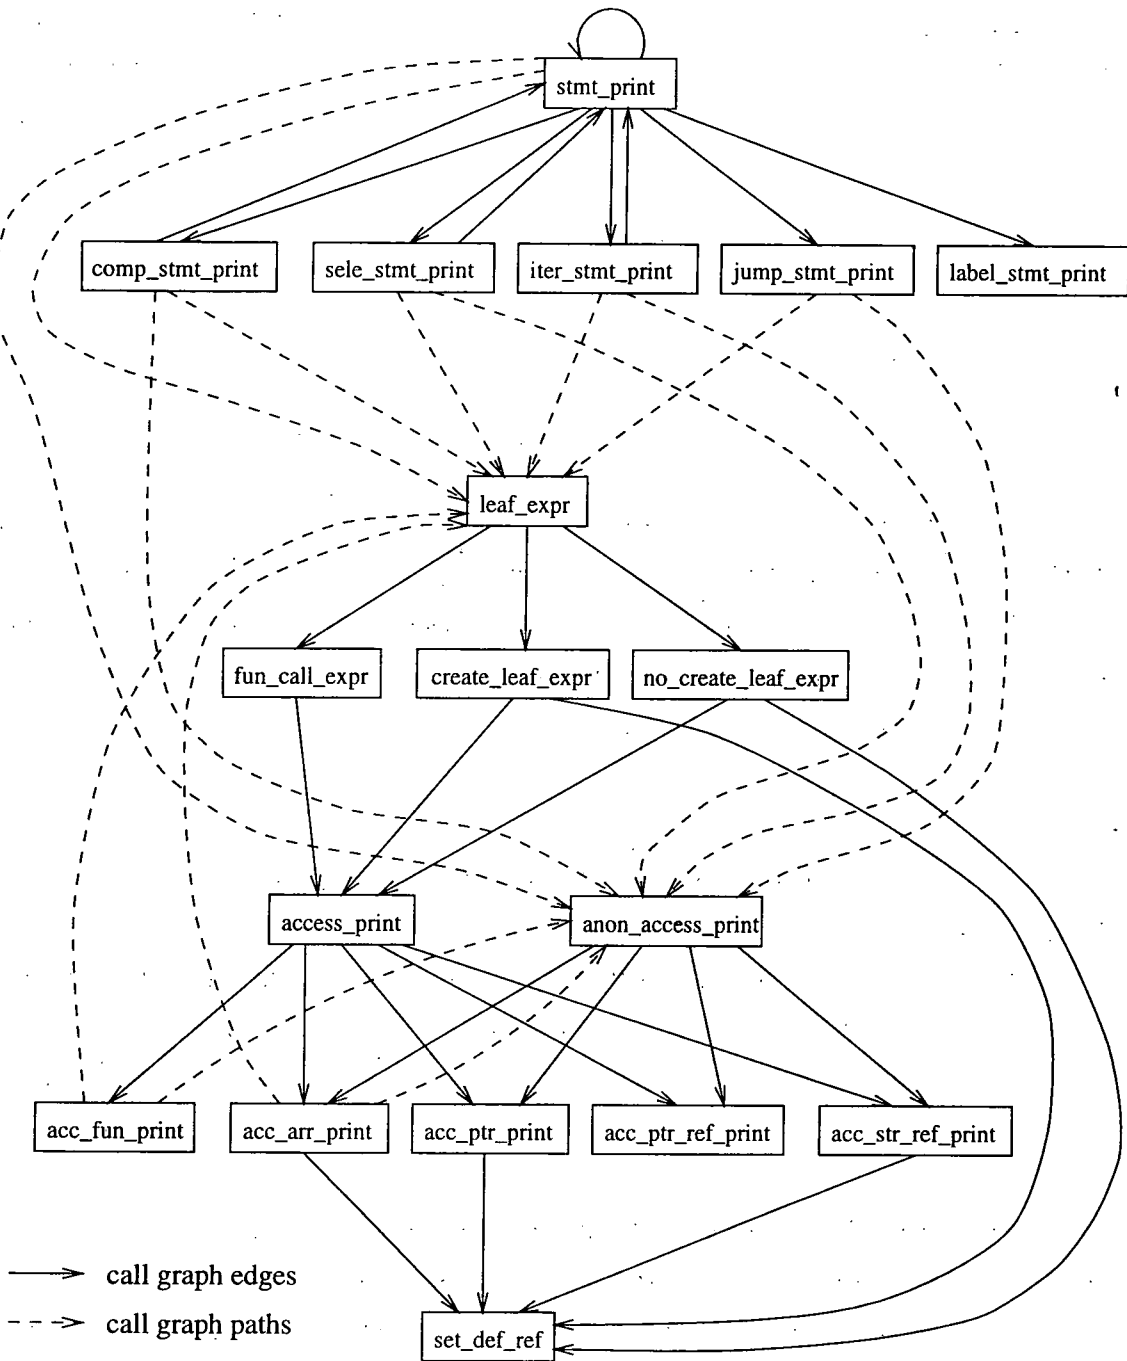 stmt_print
comp_stmt_print
sele_stmt_print
iter_stmt_print
jump_stmt_print
label_stmt_print
leaf_expr
fun_call_expr
create_leaf_expr
no_create_leaf_expr
access_print
anon_access_print
acc_fun_print
acc_arr_print
acc_ptr_print
acc_ptr_ref_print
acc_str_ref_print
call graph edges
call graph paths
set_def_ref